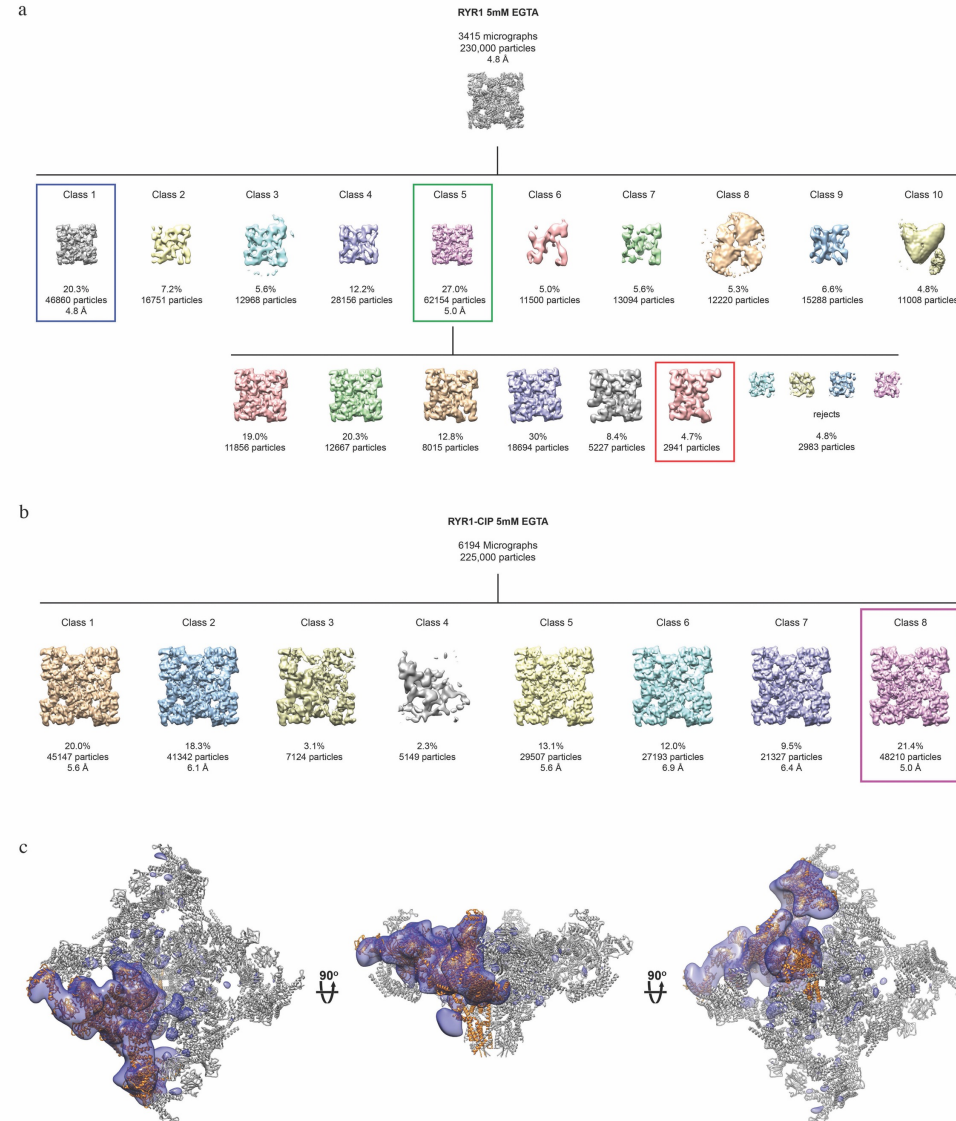 a
RYR1 5mM EGTA
3415 micrographs
230,000 particles
4.8 Å
Class 1
Class 2
Class 3
Class 4
Class 5
Class 6
Class 7
Class 8
Class 9
Class 10
20.3%
46860 particles
4.8 Å
7.2%
16751 particles
5.6%
12968 particles
12.2%
28156 particles
27.0%
62154 particles
5.0 Å
5.0%
11500 particles
5.6%
13094 particles
5.3%
12220 particles
6.6%
15288 particles
4.8%
11008 particles
19.0%
11856 particles
20.3%
12667 particles
12.8%
8015 particles
30%
18694 particles
8.4%
5227 particles
4.7%
2941 particles
rejects
4.8%
2983 particles
b
RYR1-CIP 5mM EGTA
6194 Micrographs
225,000 particles
Class 1
Class 2
Class 3
Class 4
Class 5
Class 6
Class 7
Class 8
20.0%
45147 particles
5.6 Å
18.3%
41342 particles
6.1 Å
3.1%
7124 particles
2.3%
5149 particles
13.1%
29507 particles
5.6 Å
12.0%
27193 particles
6.9 Å
9.5%
21327 particles
6.4 Å
21.4%
48210 particles
5.0 Å
c
90º
90º